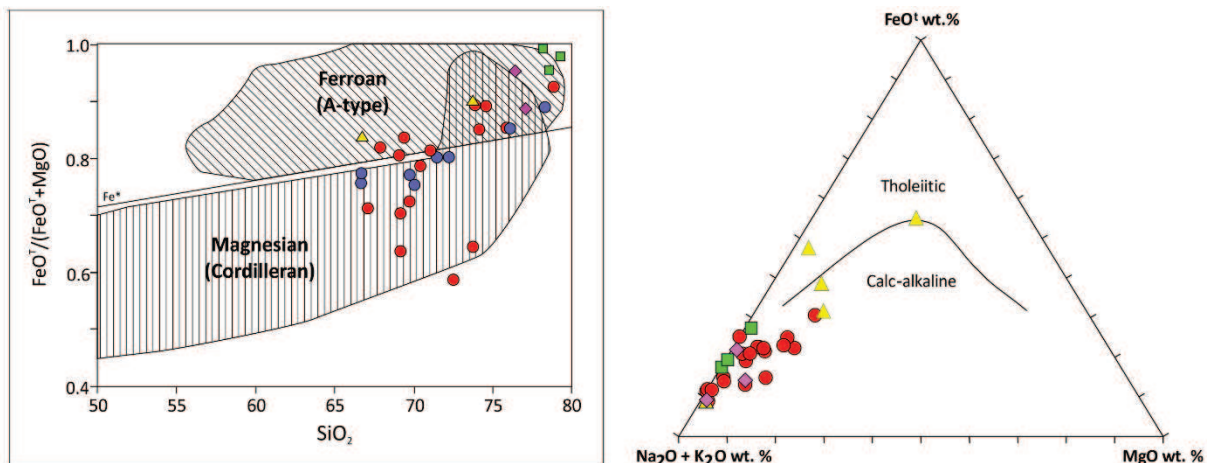 1.0
0.8
0.6
0.4
FeOᵀ/(FeOᵀ+MgO)
Ferroan
(A-type)
Fe*
Magnesian
(Cordilleran)
50
55
60
65
70
75
80
SiO₂
FeOᵗ wt.%
Tholeiitic
Calc-alkaline
Na₂O + K₂O wt. %
MgO wt. %